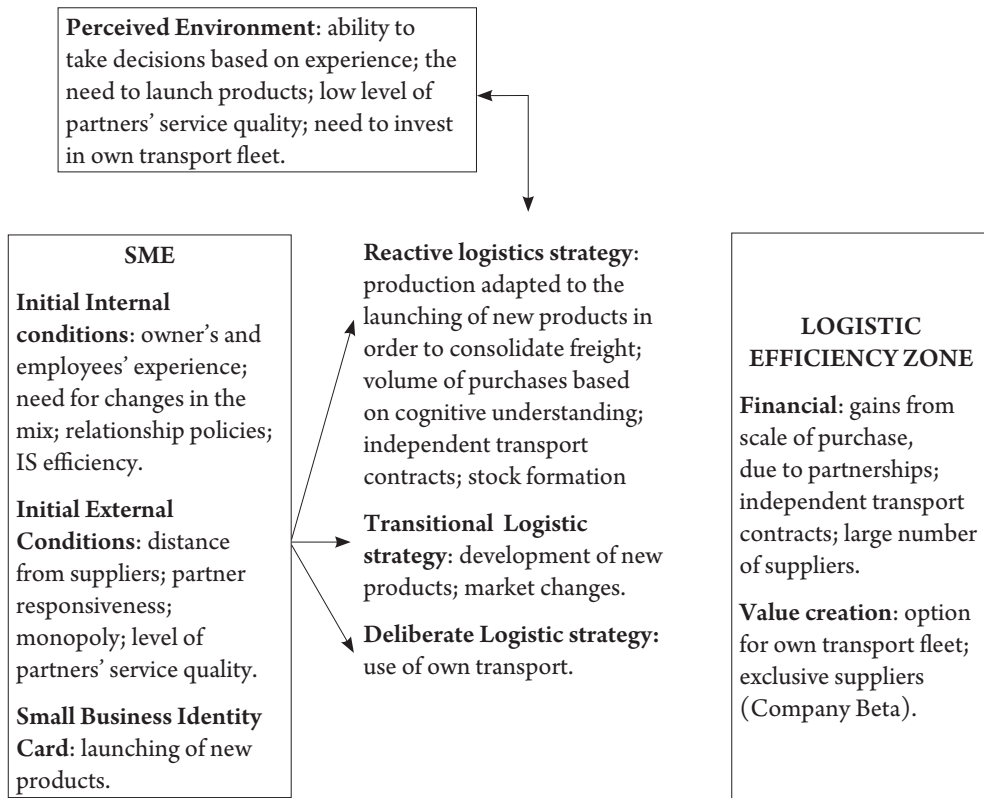 Perceived Environment: ability to
take decisions based on experience; the
need to launch products; low level of
partners’ service quality; need to invest
in own transport fleet.
SME
Initial Internal
conditions: owner’s and
employees’ experience;
need for changes in the
mix; relationship policies;
IS efficiency.
Initial External
Conditions: distance
from suppliers; partner
responsiveness;
monopoly; level of
partners’ service quality.
Small Business Identity
Card: launching of new
products.
Reactive logistics strategy:
production adapted to the
launching of new products in
order to consolidate freight;
volume of purchases based
on cognitive understanding;
independent transport
contracts; stock formation
Transitional Logistic
strategy: development of new
products; market changes.
Deliberate Logistic strategy:
use of own transport.
LOGISTIC
EFFICIENCY ZONE
Financial: gains from
scale of purchase,
due to partnerships;
independent transport
contracts; large number
of suppliers.
Value creation: option
for own transport fleet;
exclusive suppliers
(Company Beta).